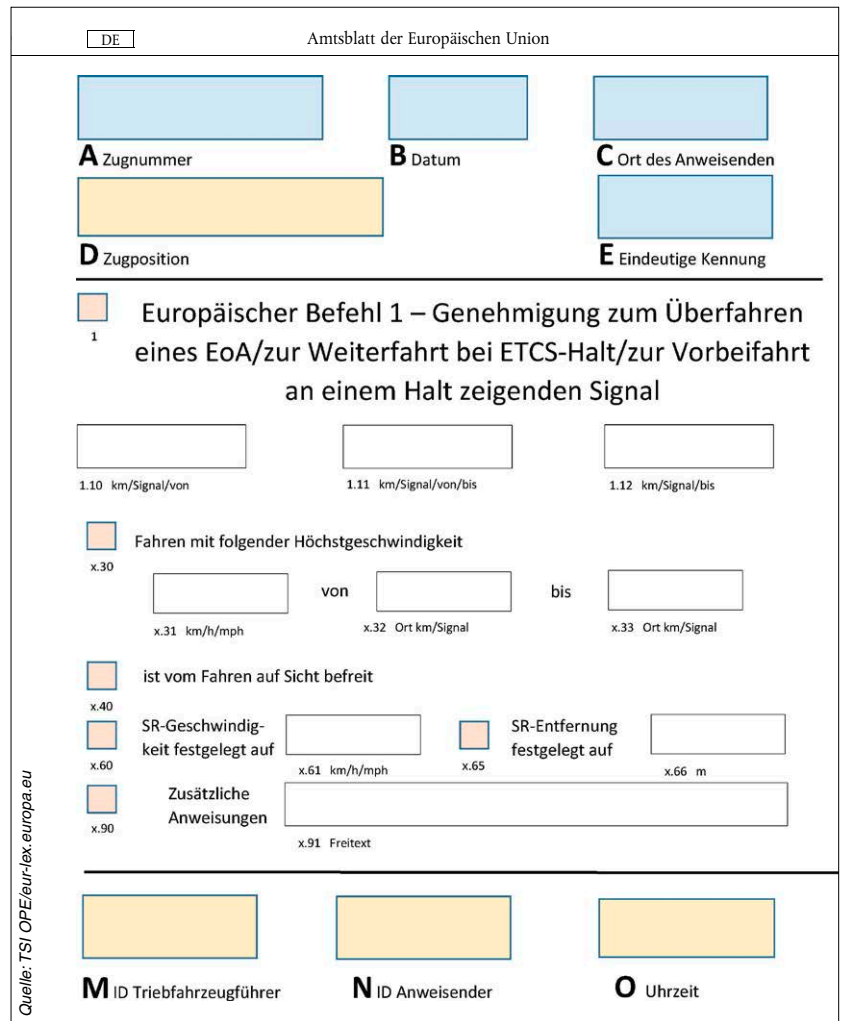 DE Amtsblatt der Europäischen Union
A Zugnummer B Datum C Ort des Anweisenden
D Zugposition E Eindeutige Kennung
1
Europäischer Befehl 1 – Genehmigung zum Überfahren
eines EoA/zur Weiterfahrt bei ETCS-Halt/zur Vorbeifahrt
an einem Halt zeigenden Signal
1.10 km/Signal/von 1.11 km/Signal/von/bis 1.12 km/Signal/bis
Fahren mit folgender Höchstgeschwindigkeit
x.30
von bis
x.31 km/h/mph x.32 Ort km/Signal x.33 Ort km/Signal
ist vom Fahren auf Sicht befreit
x.40
SR-Geschwindig- SR-Entfernung
keit festgelegt auf festgelegt auf
x.60 x.61 km/h/mph x.65 x.66 m
Zusätzliche
Anweisungen
x.90
x.91 Freitext
M ID Triebfahrzeugführer N ID Anweisender O Uhrzeit
Quelle: TSI OPE/eur-lex.europa.eu